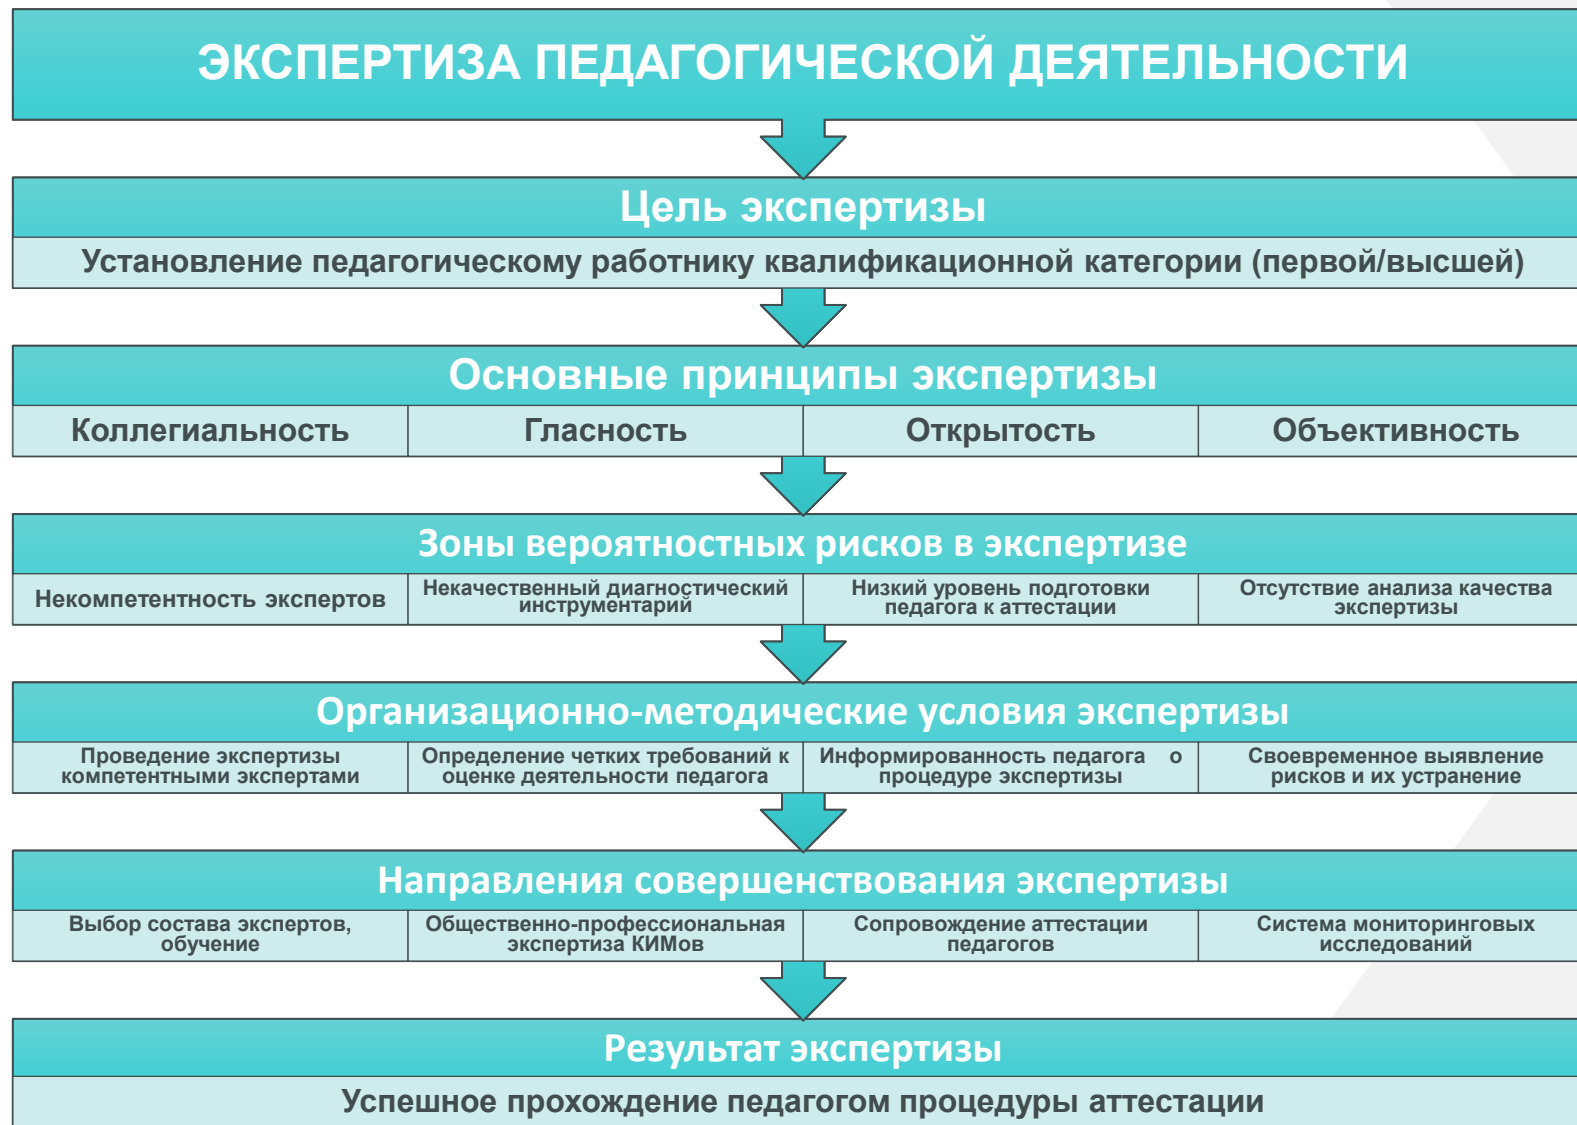 ЭКСПЕРТИЗА ПЕДАГОГИЧЕСКОЙ ДЕЯТЕЛЬНОСТИ
Цель экспертизы
Установление педагогическому работнику квалификационной категории (первой/высшей)
Основные принципы экспертизы
Коллегиальность
Гласность
Открытость
Объективность
Зоны вероятностных рисков в экспертизе
Некомпетентность экспертов
Некачественный диагностический
инструментарий
Низкий уровень подготовки
педагога к аттестации
Отсутствие анализа качества
экспертизы
Организационно-методические условия экспертизы
Проведение экспертизы
компетентными экспертами
Определение четких требований к
оценке деятельности педагога
Информированность педагога о
процедуре экспертизы
Своевременное выявление
рисков и их устранение
Направления совершенствования экспертизы
Выбор состава экспертов,
обучение
Общественно-профессиональная
экспертиза КИМов
Сопровождение аттестации
педагогов
Система мониторинговых
исследований
Результат экспертизы
Успешное прохождение педагогом процедуры аттестации